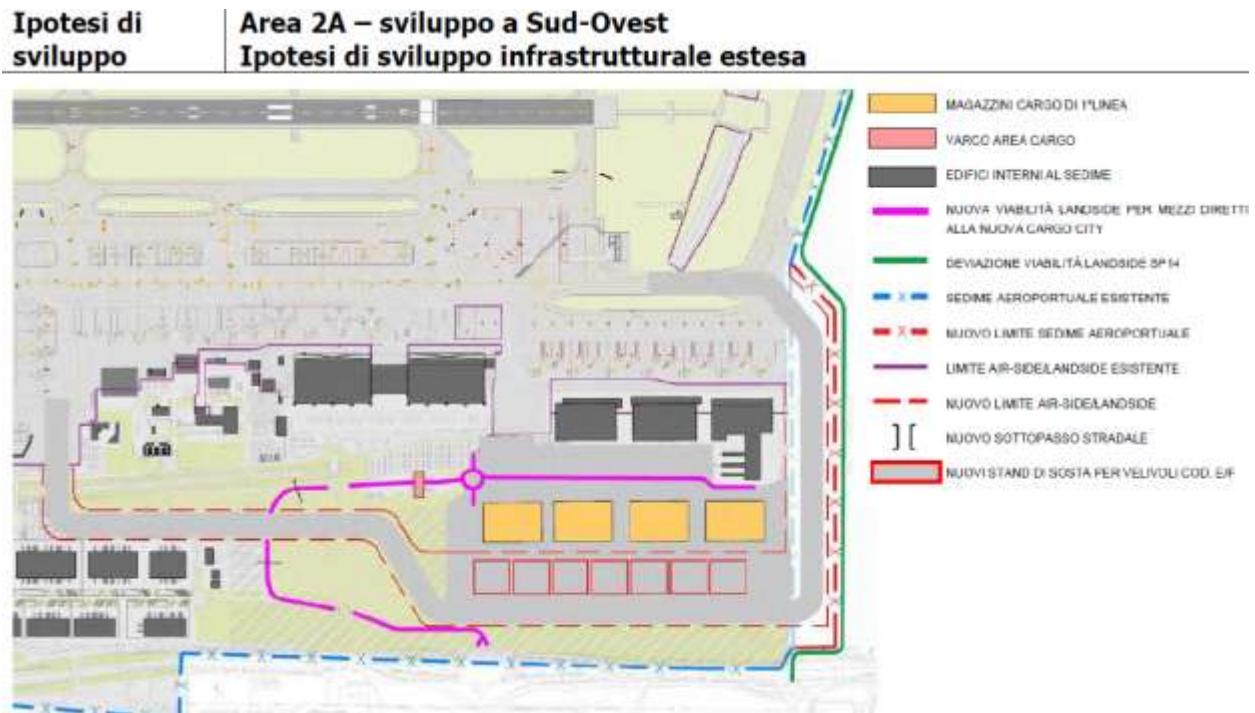 Ipotesi di
sviluppo
Area 2A – sviluppo a Sud-Ovest
Ipotesi di sviluppo infrastrutturale estesa
MAGAZZINI CARGO DI 1°LINEA
VARCO AREA CARGO
EDIFICI INTERNI AL SEDIME
NUOVA VIABILITÀ LANDSIDE PER MEZZI DIRETTI
ALLA NUOVA CARGO CITY
DEVIAZIONE VIABILITÀ LANDSIDE SP14
SEDIME AEROPORTUALE ESISTENTE
NUOVO LIMITE SEDIME AEROPORTUALE
LIMITE AIR-SIDE/LANDSIDE ESISTENTE
NUOVO LIMITE AIR-SIDE/LANDSIDE
NUOVO SOTTOPASSO STRADALE
NUOVI STAND DI SOSTA PER VELIVOLI COD. E/F